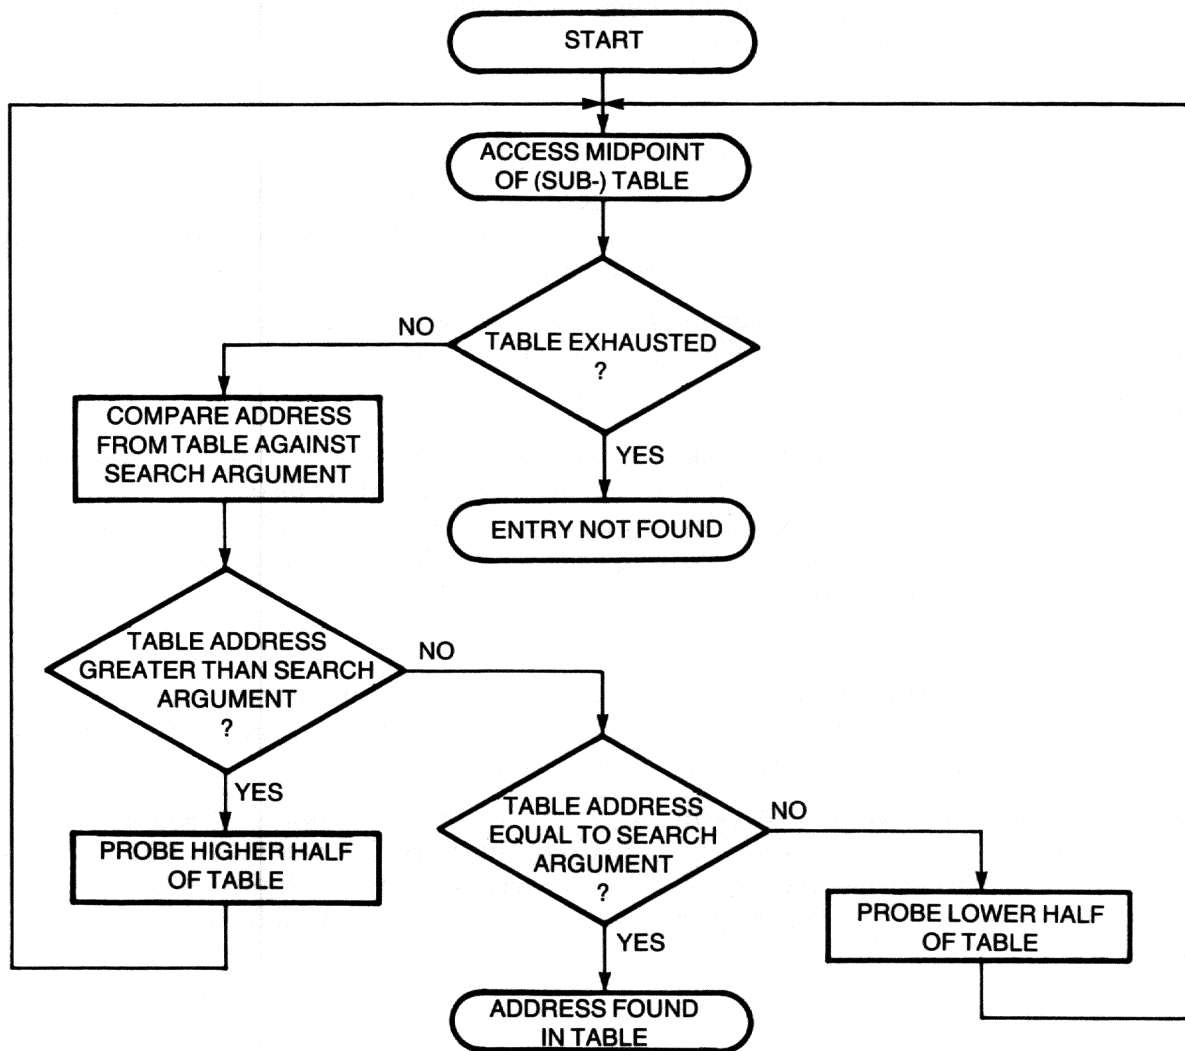 START
ACCESS MIDPOINT
OF (SUB-) TABLE
NO
TABLE EXHAUSTED
?
COMPARE ADDRESS
FROM TABLE AGAINST
SEARCH ARGUMENT
YES
ENTRY NOT FOUND
TABLE ADDRESS
GREATER THAN SEARCH
ARGUMENT
?
NO
YES
PROBE HIGHER HALF
OF TABLE
TABLE ADDRESS
EQUAL TO SEARCH
ARGUMENT
?
NO
YES
PROBE LOWER HALF
OF TABLE
ADDRESS FOUND
IN TABLE